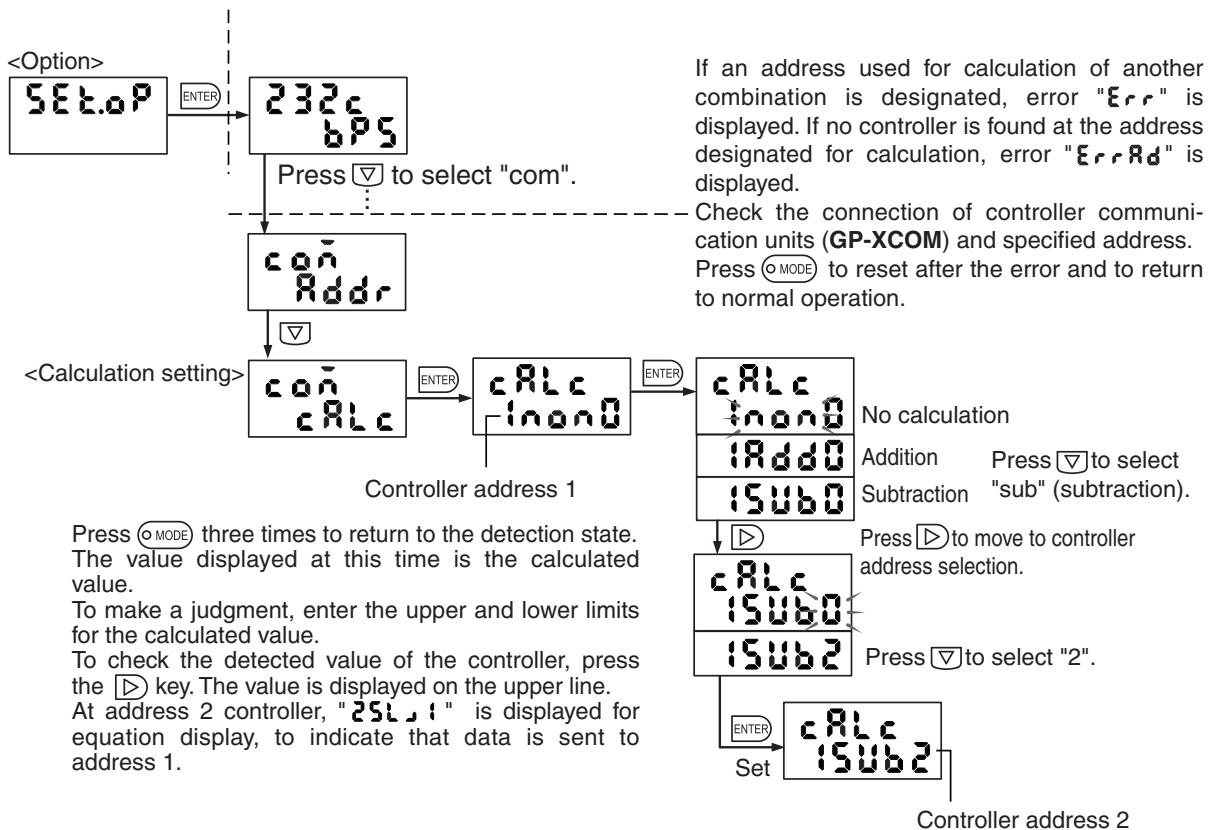 <Option>
SEt.oP
ENTER
232c
bPS
Press ▽ to select "com".
com
Addr
▽
<Calculation setting>
com
cALc
ENTER
cALc
1non0
Controller address 1
ENTER
cALc
1non0
No calculation
1Add0
Addition
1SUb0
Subtraction
Press ▽ to select
"sub" (subtraction).
▷
Press ▷ to move to controller
address selection.
cALc
1SUb0
1SUb2
Press ▽ to select "2".
ENTER
Set
cALc
1SUb2
Controller address 2
If an address used for calculation of another
combination is designated, error "Err" is
displayed. If no controller is found at the address
designated for calculation, error "ErrAd" is
displayed.
Check the connection of controller communi-
cation units (GP-XCOM) and specified address.
Press MODE to reset after the error and to return
to normal operation.
Press MODE three times to return to the detection state.
The value displayed at this time is the calculated
value.
To make a judgment, enter the upper and lower limits
for the calculated value.
To check the detected value of the controller, press
the ▷ key. The value is displayed on the upper line.
At address 2 controller, " " is displayed for
equation display, to indicate that data is sent to
address 1.